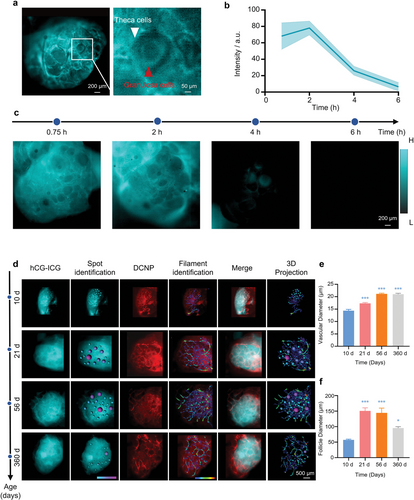 a
Theca cells
Granulosa cells
200 μm
50 μm
b
Intensity / a.u.
100
80
60
40
20
0
0 2 4 6
Time (h)
c
0.75 h 2 h 4 h 6 h Time (h)
H
L
200 μm
d
hCG-ICG Spot identification DCNP Filament identification Merge 3D Projection
10 d
21 d
56 d
360 d
Age (days)
500 μm
e
Vascular Diameter (μm)
25
20
15
10
5
0
*** *** ***
10 d 21 d 56 d 360 d
Time (Days)
f
Follicle Diameter (μm)
200
150
100
50
0
*** *** *
10 d 21 d 56 d 360 d
Time (Days)